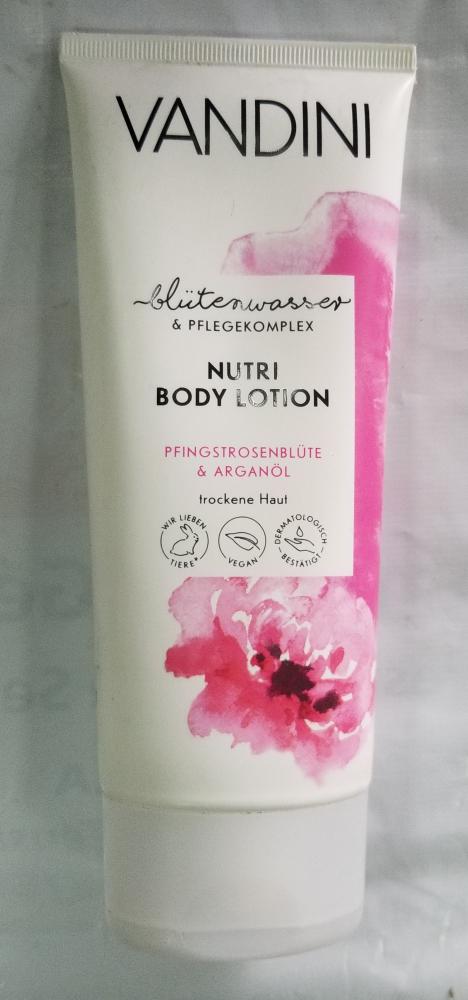 VANDINI
blütenwasser
& PFLEGEKOMPLEX
NUTRI
BODY LOTION
PFINGSTROSENBLÜTE
& ARGANÖL
trockene Haut
WIR LIEBEN
TIERE*
VEGAN
DERMATOLOGISCH
BESTÄTIGT